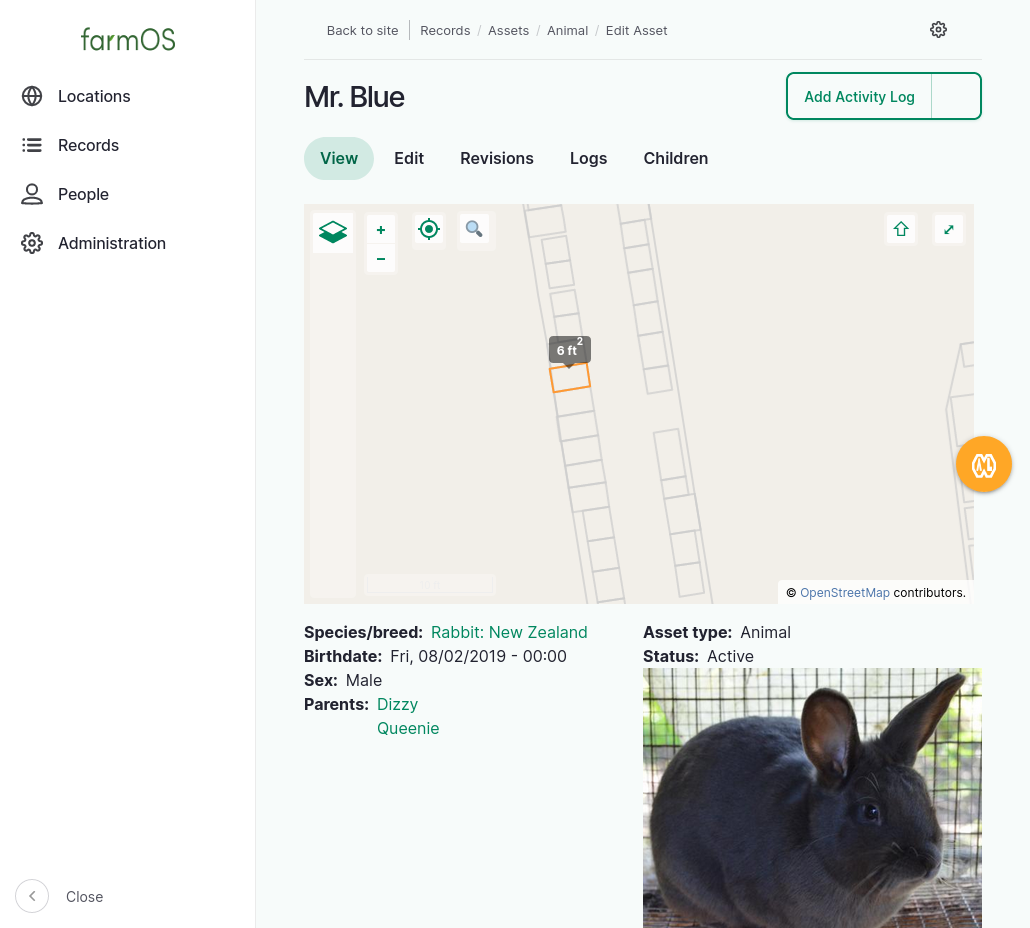 farmOS
Locations
Records
People
Administration
Close
Back to site Records / Assets / Animal / Edit Asset
Mr. Blue
Add Activity Log
View Edit Revisions Logs Children
+
−
6 ft2
© OpenStreetMap contributors.
Species/breed: Rabbit: New Zealand
Birthdate: Fri, 08/02/2019 - 00:00
Sex: Male
Parents: Dizzy
Queenie
Asset type: Animal
Status: Active